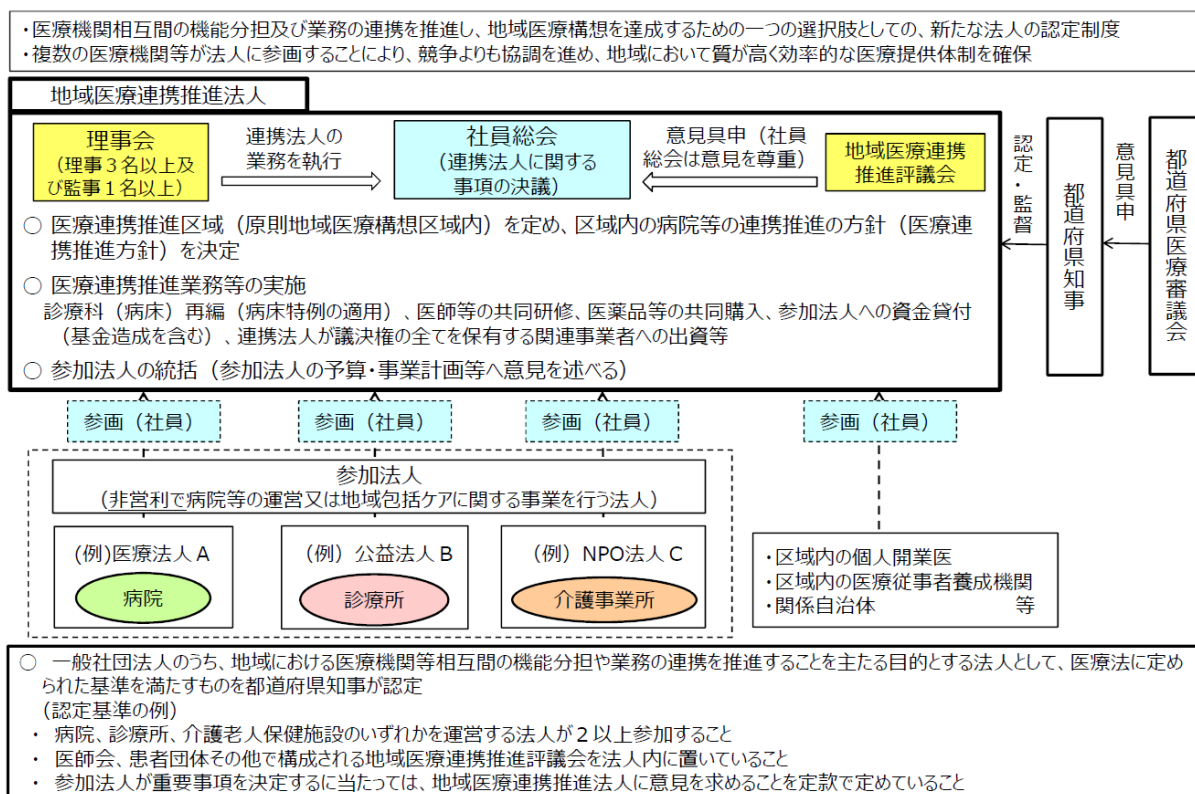 ・医療機関相互間の機能分担及び業務の連携を推進し、地域医療構想を達成するための一つの選択肢としての、新たな法人の認定制度
・複数の医療機関等が法人に参画することにより、競争よりも協調を進め、地域において質が高く効率的な医療提供体制を確保
地域医療連携推進法人
理事会
（理事３名以上及
び監事１名以上）
連携法人の
業務を執行
社員総会
（連携法人に関する
事項の決議）
意見具申（社員
総会は意見を尊重）
地域医療連携
推進評議会
認定・監督
都道府県知事
意見具申
都道府県医療審議会
○ 医療連携推進区域（原則地域医療構想区域内）を定め、区域内の病院等の連携推進の方針（医療連
携推進方針）を決定
○ 医療連携推進業務等の実施
診療科（病床）再編（病床特例の適用）、医師等の共同研修、医薬品等の共同購入、参加法人への資金貸付
（基金造成を含む）、連携法人が議決権の全てを保有する関連事業者への出資等
○ 参加法人の統括（参加法人の予算・事業計画等へ意見を述べる）
参画（社員）
参画（社員）
参画（社員）
参画（社員）
参加法人
（非営利で病院等の運営又は地域包括ケアに関する事業を行う法人）
（例)医療法人Ａ
病院
（例）公益法人Ｂ
診療所
（例）NPO法人Ｃ
介護事業所
・区域内の個人開業医
・区域内の医療従事者養成機関
・関係自治体　　　　　等
○ 一般社団法人のうち、地域における医療機関等相互間の機能分担や業務の連携を推進することを主たる目的とする法人として、医療法に定め
られた基準を満たすものを都道府県知事が認定
（認定基準の例）
・ 病院、診療所、介護老人保健施設のいずれかを運営する法人が２以上参加すること
・ 医師会、患者団体その他で構成される地域医療連携推進評議会を法人内に置いていること
・ 参加法人が重要事項を決定するに当たっては、地域医療連携推進法人に意見を求めることを定款で定めていること